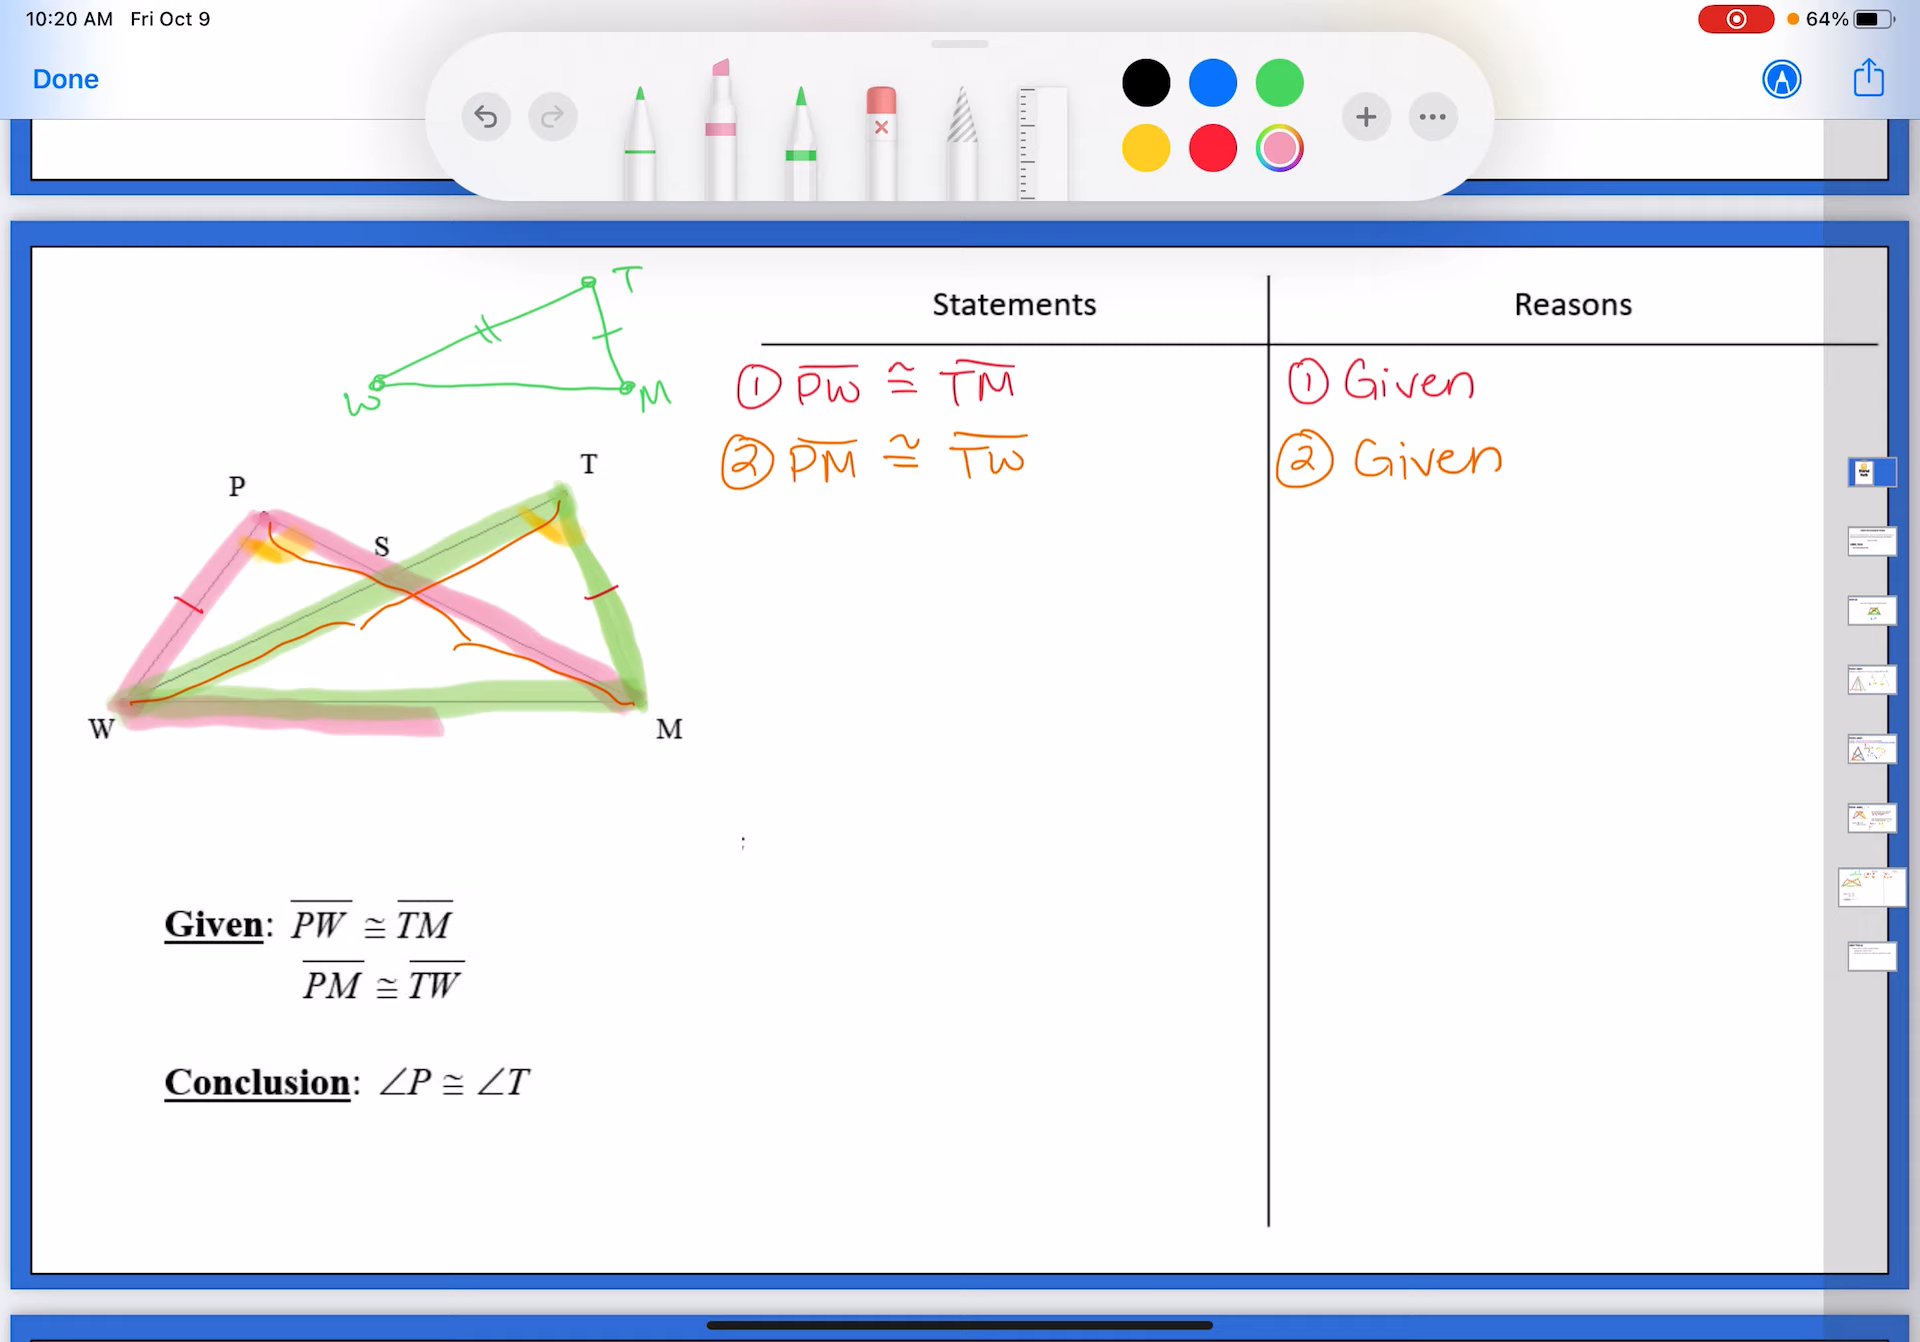 10:20 AM Fri Oct 9
64%
Done
T
W
M
Statements
Reasons
① PW ≅ TM
① Given
② PM ≅ TW
② Given
P
T
S
W
M
;
Given: PW ≅ TM
PM ≅ TW
Conclusion: ∠P ≅ ∠T